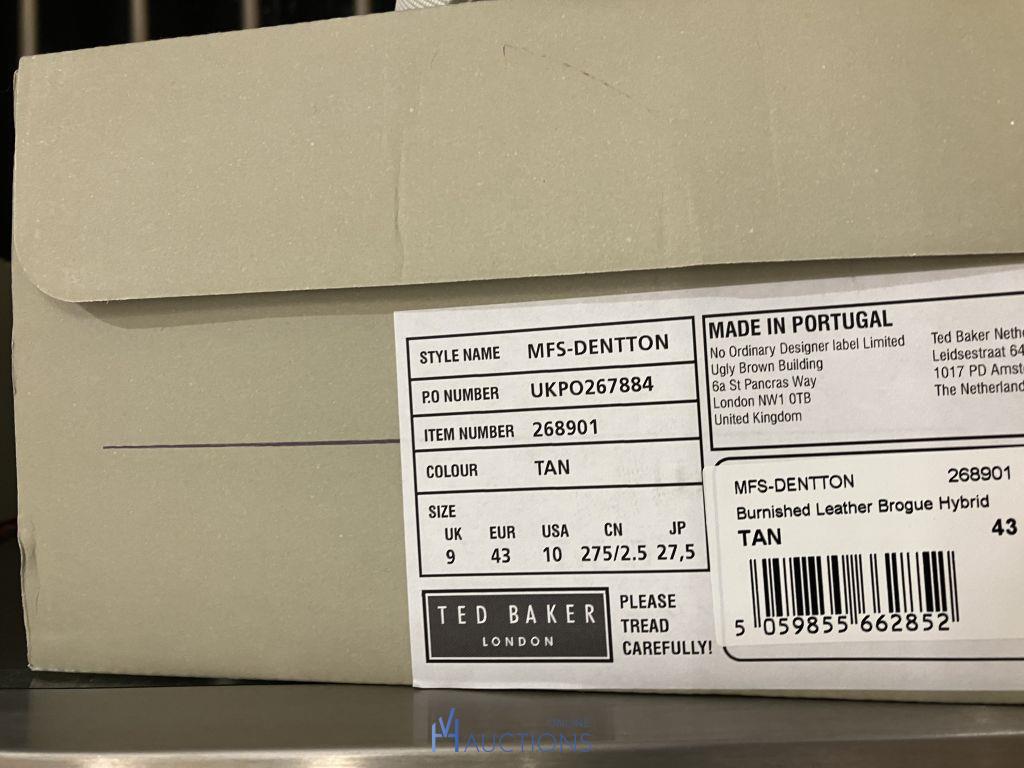 STYLE NAME MFS-DENTTON
P.O NUMBER UKPO267884
ITEM NUMBER 268901
COLOUR TAN
SIZE
UK EUR USA CN JP
9 43 10 275/2.5 27,5
TED BAKER
LONDON
PLEASE
TREAD
CAREFULLY!
MADE IN PORTUGAL
No Ordinary Designer label Limited
Ugly Brown Building
6a St Pancras Way
London NW1 0TB
United Kingdom
Ted Baker
Leidsestraat 64
1017 PD
The
MFS-DENTTON 268901
Burnished Leather Brogue Hybrid
TAN 43
5 059855 662852
HVH ONLINE
AUCTIONS